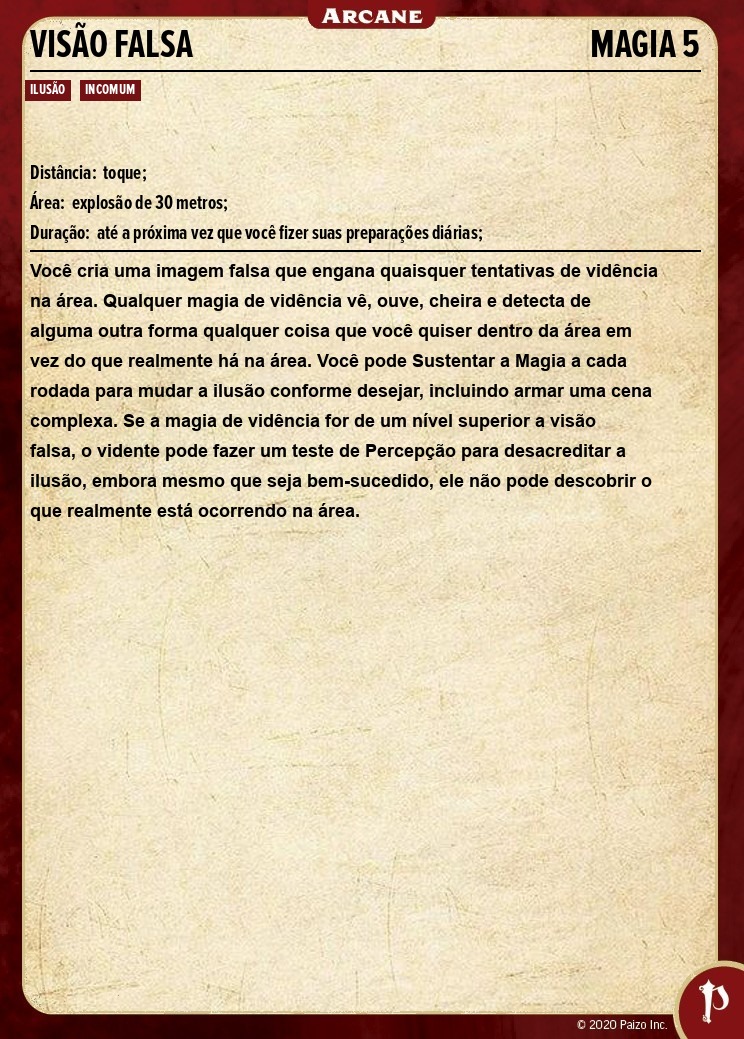 ARCANE
VISÃO FALSA MAGIA 5
ILUSÃO INCOMUM
Distância: toque;
Área: explosão de 30 metros;
Duração: até a próxima vez que você fizer suas preparações diárias;
Você cria uma imagem falsa que engana quaisquer tentativas de vidência
na área. Qualquer magia de vidência vê, ouve, cheira e detecta de
alguma outra forma qualquer coisa que você quiser dentro da área em
vez do que realmente há na área. Você pode Sustentar a Magia a cada
rodada para mudar a ilusão conforme desejar, incluindo armar uma cena
complexa. Se a magia de vidência for de um nível superior a visão
falsa, o vidente pode fazer um teste de Percepção para desacreditar a
ilusão, embora mesmo que seja bem-sucedido, ele não pode descobrir o
que realmente está ocorrendo na área.
© 2020 Paizo Inc.
P